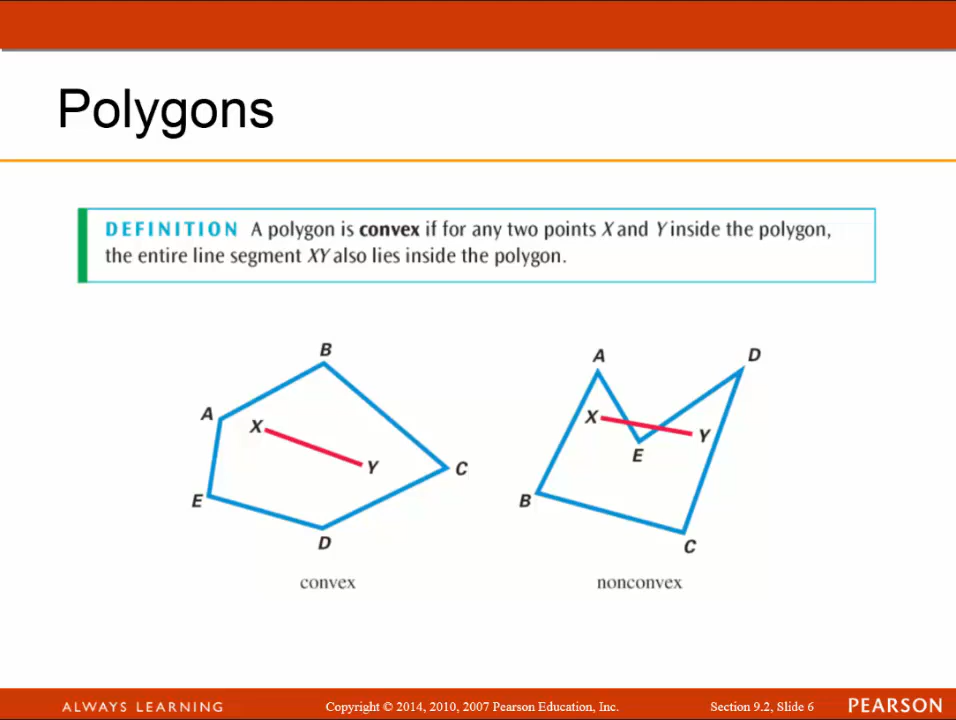 Polygons
DEFINITION A polygon is convex if for any two points X and Y inside the polygon,
the entire line segment XY also lies inside the polygon.
B
A
X
Y
C
E
D
convex
A
D
X
Y
E
B
C
nonconvex
ALWAYS LEARNING
Copyright © 2014, 2010, 2007 Pearson Education, Inc.
Section 9.2, Slide 6
PEARSON